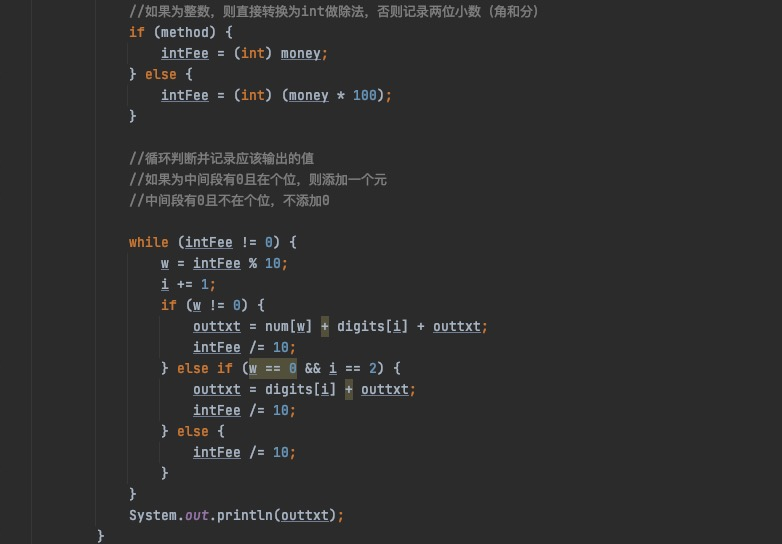 //如果为整数，则直接转换为int做除法，否则记录两位小数（角和分）
if (method) {
intFee = (int) money;
} else {
intFee = (int) (money * 100);
}
//循环判断并记录应该输出的值
//如果为中间段有0且在个位，则添加一个元
//中间段有0且不在个位，不添加0
while (intFee != 0) {
w = intFee % 10;
i += 1;
if (w != 0) {
outtxt = num[w] + digits[i] + outtxt;
intFee /= 10;
} else if (w == 0 && i == 2) {
outtxt = digits[i] + outtxt;
intFee /= 10;
} else {
intFee /= 10;
}
}
System.out.println(outtxt);
}